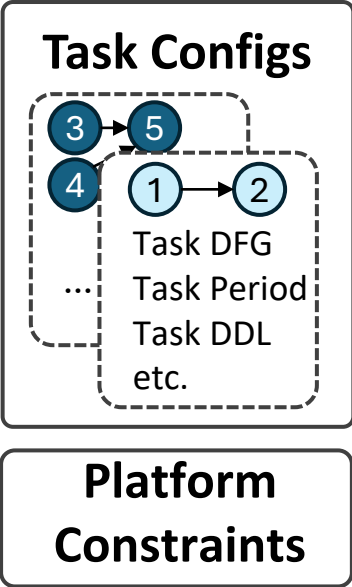 Task Configs
3 5
4
1 2
Task DFG
Task Period
... Task DDL
etc.
Platform
Constraints